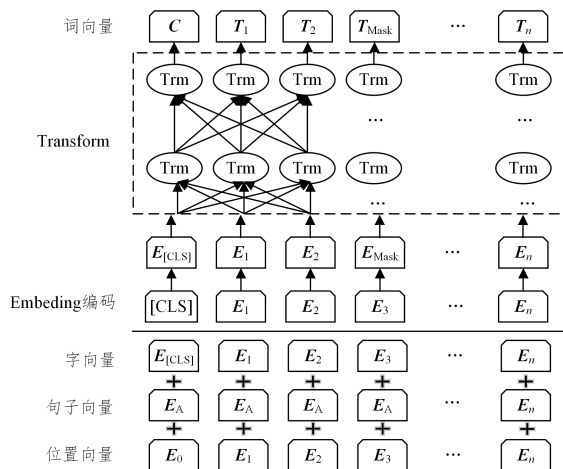 词向量 C T1 T2 TMask ... Tn
Trm Trm Trm Trm ... Trm
... ...
Transform
Trm Trm Trm Trm Trm
... ...
E[CLS] E1 E2 EMask ... En
Embeding编码 [CLS] E1 E2 E3 ... En
字向量 E[CLS] E1 E2 E3 ... En
+ + + + +
句子向量 EA EA EA EA ... En
+ + + + +
位置向量 E0 E1 E2 E3 ... En